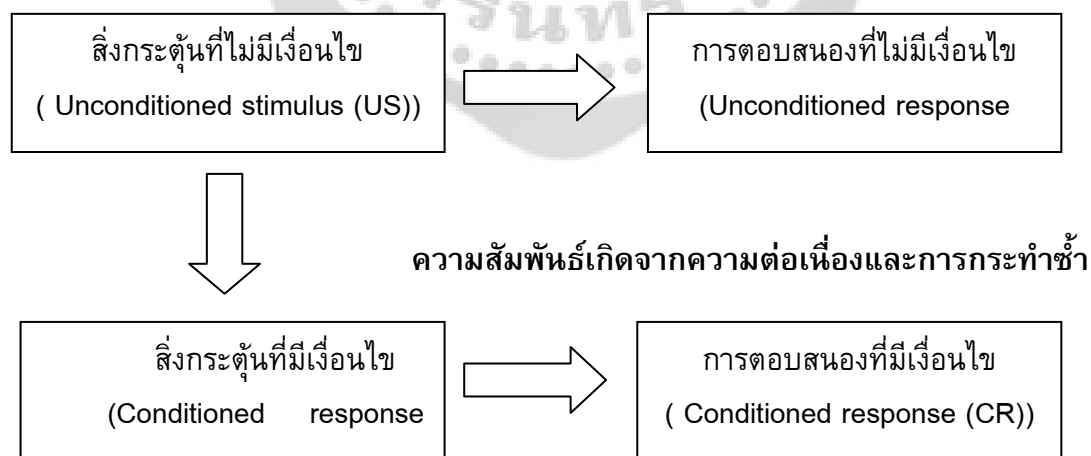 สิ่งกระตุ้นที่ไม่มีเงื่อนไข
( Unconditioned stimulus (US))
การตอบสนองที่ไม่มีเงื่อนไข
(Unconditioned response
ความสัมพันธ์เกิดจากความต่อเนื่องและการกระทำซ้ำ
สิ่งกระตุ้นที่มีเงื่อนไข
(Conditioned response
การตอบสนองที่มีเงื่อนไข
( Conditioned response (CR))